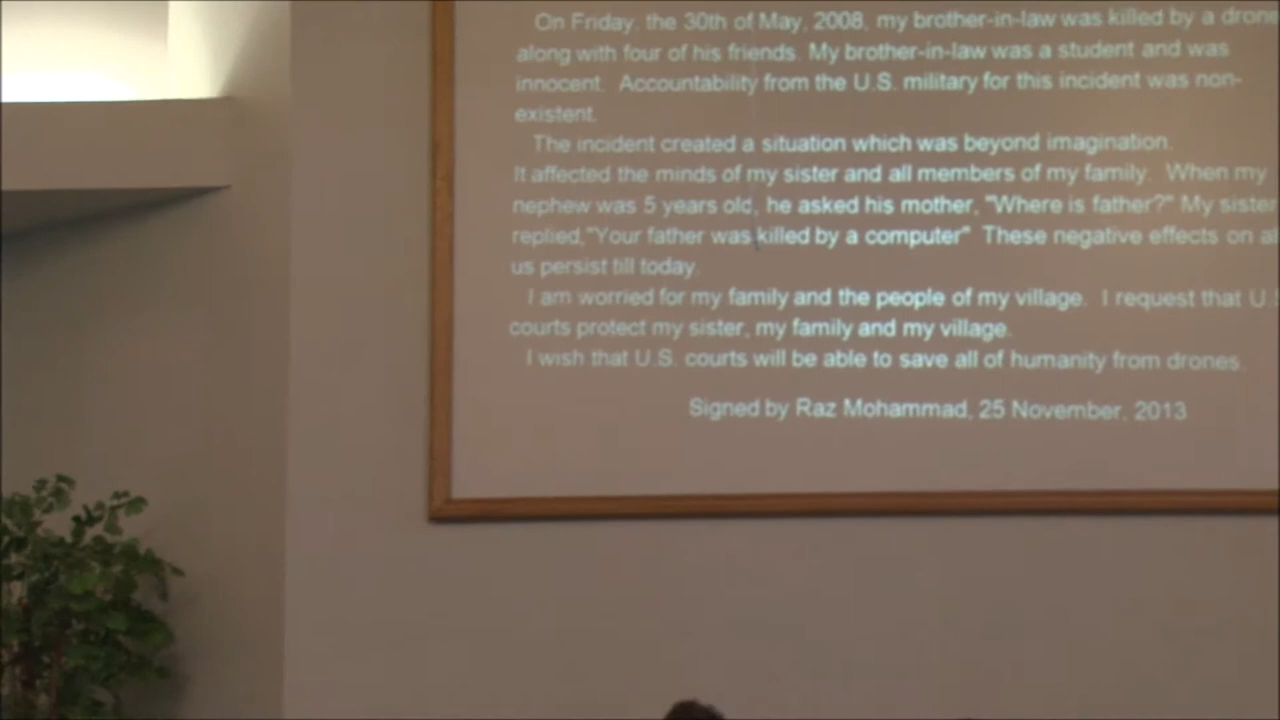 On Friday, the 30th of May, 2008, my brother-in-law was killed by a drone
along with four of his friends. My brother-in-law was a student and was
innocent. Accountability from the U.S. military for this incident was non-
existent.
The incident created a situation which was beyond imagination.
It affected the minds of my sister and all members of my family. When my
nephew was 5 years old, he asked his mother, "Where is father?" My sister
replied,"Your father was killed by a computer" These negative effects on
us persist till today.
I am worried for my family and the people of my village. I request that
courts protect my sister, my family and my village.
I wish that U.S. courts will be able to save all of humanity from drones.
Signed by Raz Mohammad, 25 November, 2013